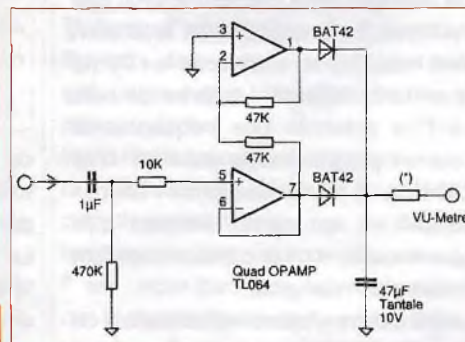 3
+
1
BAT42
2
−
47K
47K
10K
1µF
5
+
7
BAT42
(*)
6
−
VU-Metre
470K
Quad OPAMP
TL064
47µF
Tantale
10V